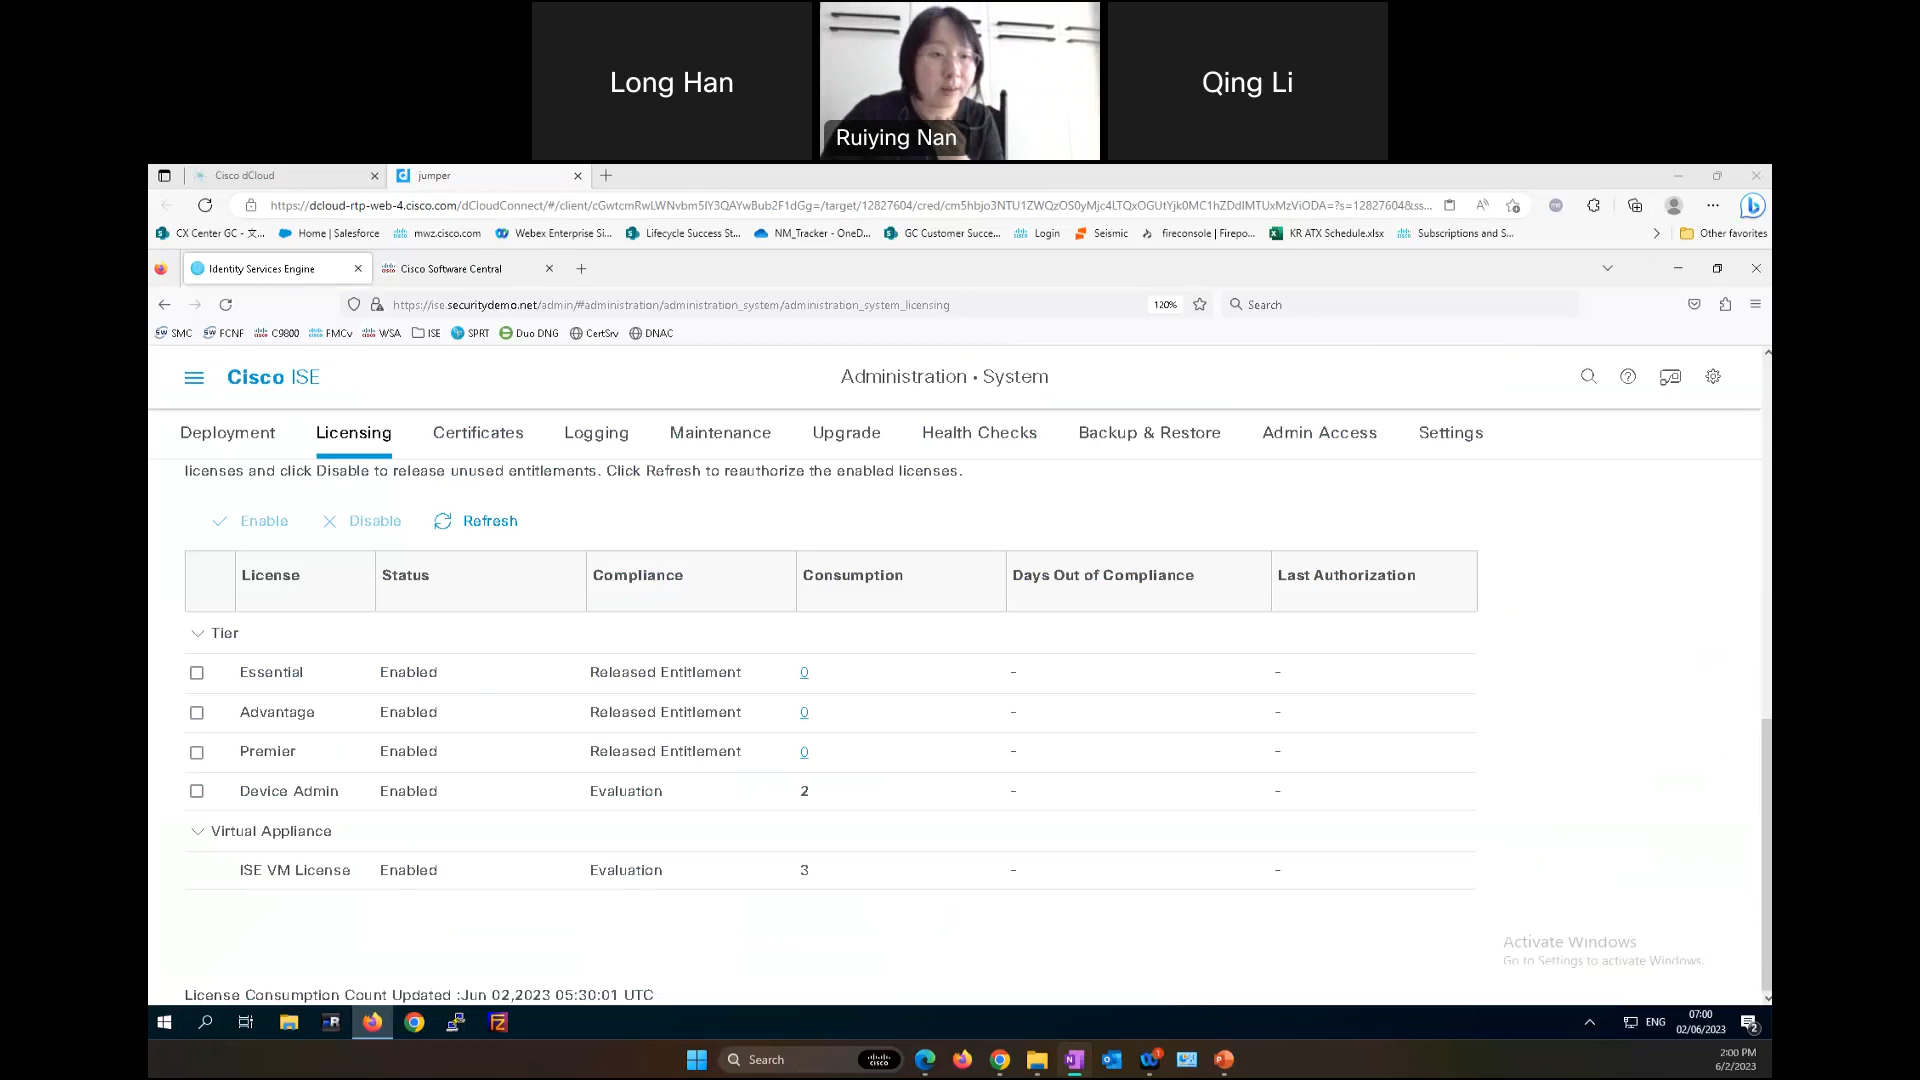 Long Han
Ruiying Nan
Qing Li
Cisco dCloud
jumper
https://dcloud-rtp-web-4.cisco.com/dCloudConnect/#/client/
CX Center GC - 文...
Home | Salesforce
mwz.cisco.com
Webex Enterprise Si...
Lifecycle Success St...
NM_Tracker - OneD...
GC Customer Succe...
Login
Seismic
fireconsole | Firepo...
KR ATX Schedule.xlsx
Subscriptions and S...
Other favorites
Identity Services Engine
Cisco Software Central
https://ise.securitydemo.net/admin/#administration/administration_system/administration_system_licensing
120%
Search
SMC
FCNF
C9800
FMCv
WSA
ISE
SPRT
Duo DNG
CertSrv
DNAC
Cisco ISE
Administration • System
Deployment
Licensing
Certificates
Logging
Maintenance
Upgrade
Health Checks
Backup & Restore
Admin Access
Settings
licenses and click Disable to release unused entitlements. Click Refresh to reauthorize the enabled licenses.
Enable
Disable
Refresh
License Status Compliance Consumption Days Out of Compliance Last Authorization
Tier
Essential Enabled Released Entitlement 0 - -
Advantage Enabled Released Entitlement 0 - -
Premier Enabled Released Entitlement 0 - -
Device Admin Enabled Evaluation 2 - -
Virtual Appliance
ISE VM License Enabled Evaluation 3 - -
Activate Windows
Go to Settings to activate Windows.
License Consumption Count Updated :Jun 02,2023 05:30:01 UTC
ENG
07:00
02/06/2023
2
Search
2:00 PM
6/2/2023